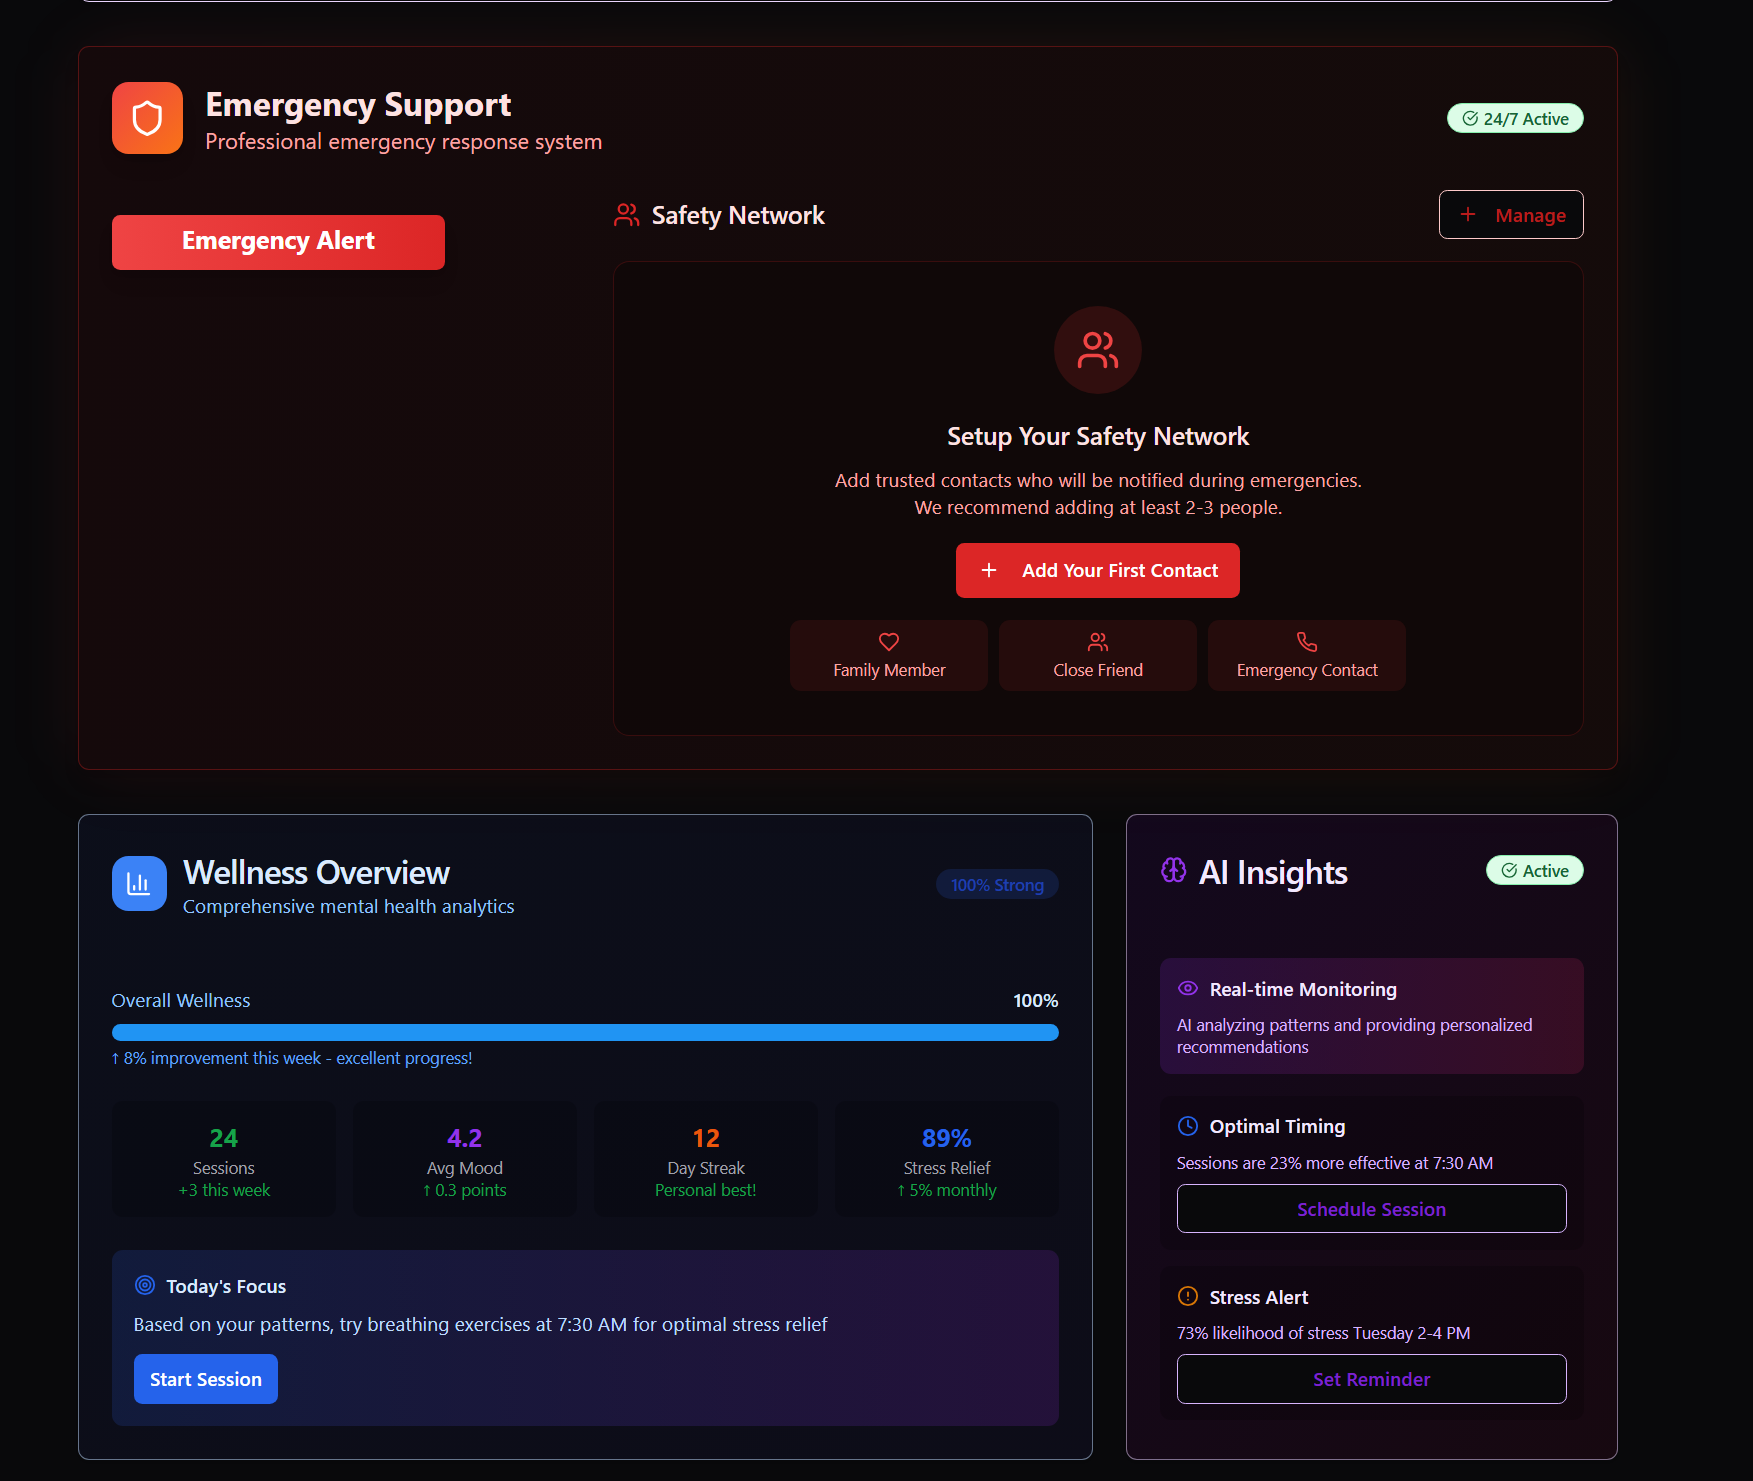 Emergency Support
Professional emergency response system
24/7 Active
Emergency Alert
Safety Network
Manage
Setup Your Safety Network
Add trusted contacts who will be notified during emergencies.
We recommend adding at least 2-3 people.
Add Your First Contact
Family Member
Close Friend
Emergency Contact
Wellness Overview
Comprehensive mental health analytics
100% Strong
Overall Wellness
100%
↑ 8% improvement this week - excellent progress!
24
Sessions
+3 this week
4.2
Avg Mood
↑ 0.3 points
12
Day Streak
Personal best!
89%
Stress Relief
↑ 5% monthly
Today's Focus
Based on your patterns, try breathing exercises at 7:30 AM for optimal stress relief
Start Session
AI Insights
Active
Real-time Monitoring
AI analyzing patterns and providing personalized
recommendations
Optimal Timing
Sessions are 23% more effective at 7:30 AM
Schedule Session
Stress Alert
73% likelihood of stress Tuesday 2-4 PM
Set Reminder